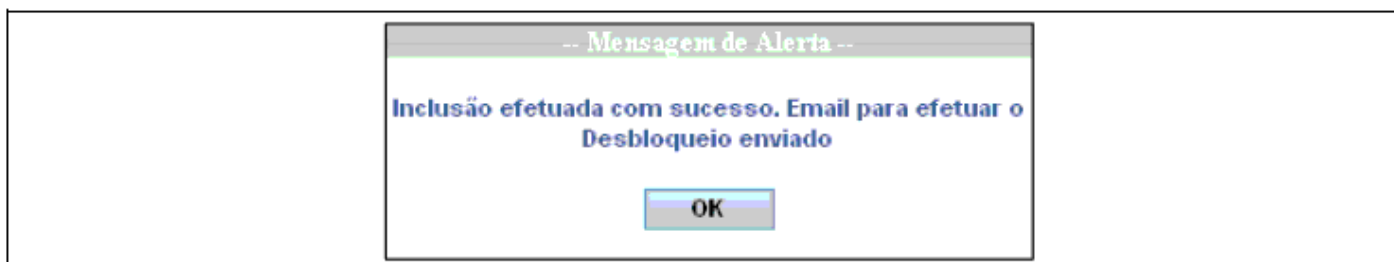 -- Mensagem de Alerta --
Inclusão efetuada com sucesso. Email para efetuar o
Desbloqueio enviado
OK